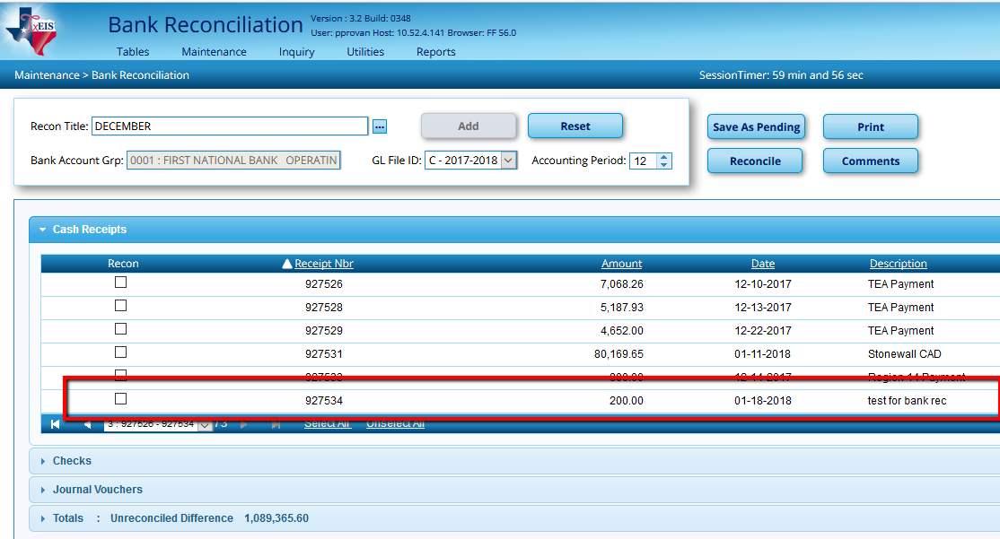 TxEIS
Bank Reconciliation
Version : 3.2 Build: 0348
User: pprovan Host: 10.52.4.141 Browser: FF 56.0
Tables Maintenance Inquiry Utilities Reports
Maintenance > Bank Reconciliation SessionTimer: 59 min and 56 sec
Recon Title: DECEMBER ... Add Reset Save As Pending Print
Bank Account Grp: 0001 : FIRST NATIONAL BANK OPERATIN GL File ID: C - 2017-2018 Accounting Period: 12 Reconcile Comments
Cash Receipts
Recon Receipt Nbr Amount Date Description
927526 7,068.26 12-10-2017 TEA Payment
927528 5,187.93 12-13-2017 TEA Payment
927529 4,652.00 12-22-2017 TEA Payment
927531 80,169.65 01-11-2018 Stonewall CAD
927533 12-14-2017 Region 14 Payment
927534 200.00 01-18-2018 test for bank rec
3 : 927526 - 927534 / 3 Select All Unselect All
Checks
Journal Vouchers
Totals : Unreconciled Difference 1,089,365.60